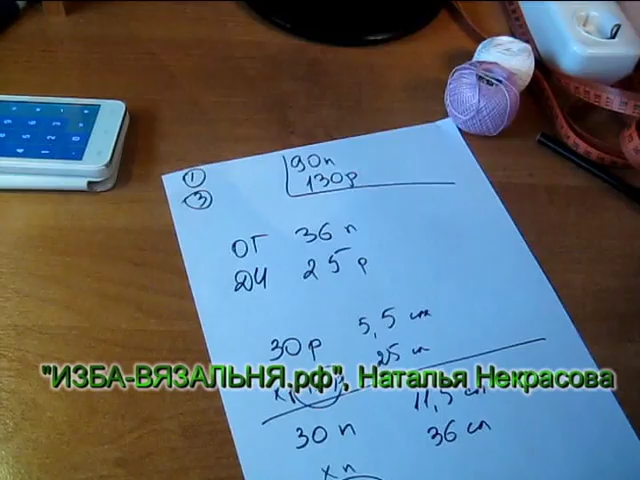 ① 90п
③ 130р
ОГ 36 п
ДИ 25 р
30 р 5,5 см
25 см
"ИЗБА-ВЯЗАЛЬНЯ.рф", Наталья Некрасова
11,5 см
30 п 36 см
х п